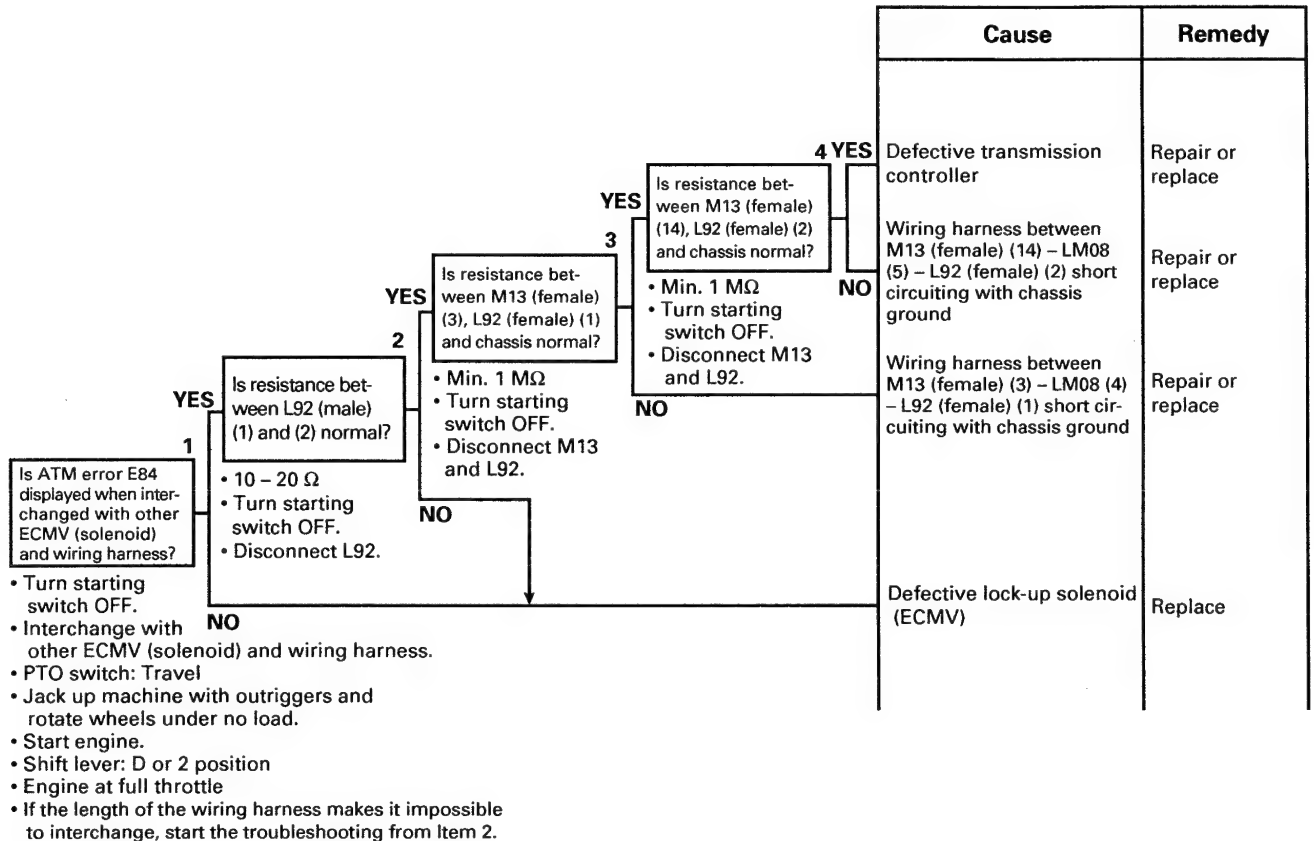 Cause
Remedy
4 YES
Defective transmission
controller
Repair or
replace
Is resistance bet-
ween M13 (female)
(14), L92 (female) (2)
and chassis normal?
YES
3
• Min. 1 MΩ
• Turn starting
switch OFF.
• Disconnect M13
and L92.
NO
Wiring harness between
M13 (female) (14) – LM08
(5) – L92 (female) (2) short
circuiting with chassis
ground
Repair or
replace
Is resistance bet-
ween M13 (female)
(3), L92 (female) (1)
and chassis normal?
YES
2
• Min. 1 MΩ
• Turn starting
switch OFF.
• Disconnect M13
and L92.
NO
Wiring harness between
M13 (female) (3) – LM08 (4)
– L92 (female) (1) short cir-
cuiting with chassis ground
Repair or
replace
Is resistance bet-
ween L92 (male)
(1) and (2) normal?
YES
1
• 10 – 20 Ω
• Turn starting
switch OFF.
• Disconnect L92.
NO
Is ATM error E84
displayed when inter-
changed with other
ECMV (solenoid)
and wiring harness?
NO
Defective lock-up solenoid
(ECMV)
Replace
• Turn starting
switch OFF.
• Interchange with
other ECMV (solenoid) and wiring harness.
• PTO switch: Travel
• Jack up machine with outriggers and
rotate wheels under no load.
• Start engine.
• Shift lever: D or 2 position
• Engine at full throttle
• If the length of the wiring harness makes it impossible
to interchange, start the troubleshooting from Item 2.